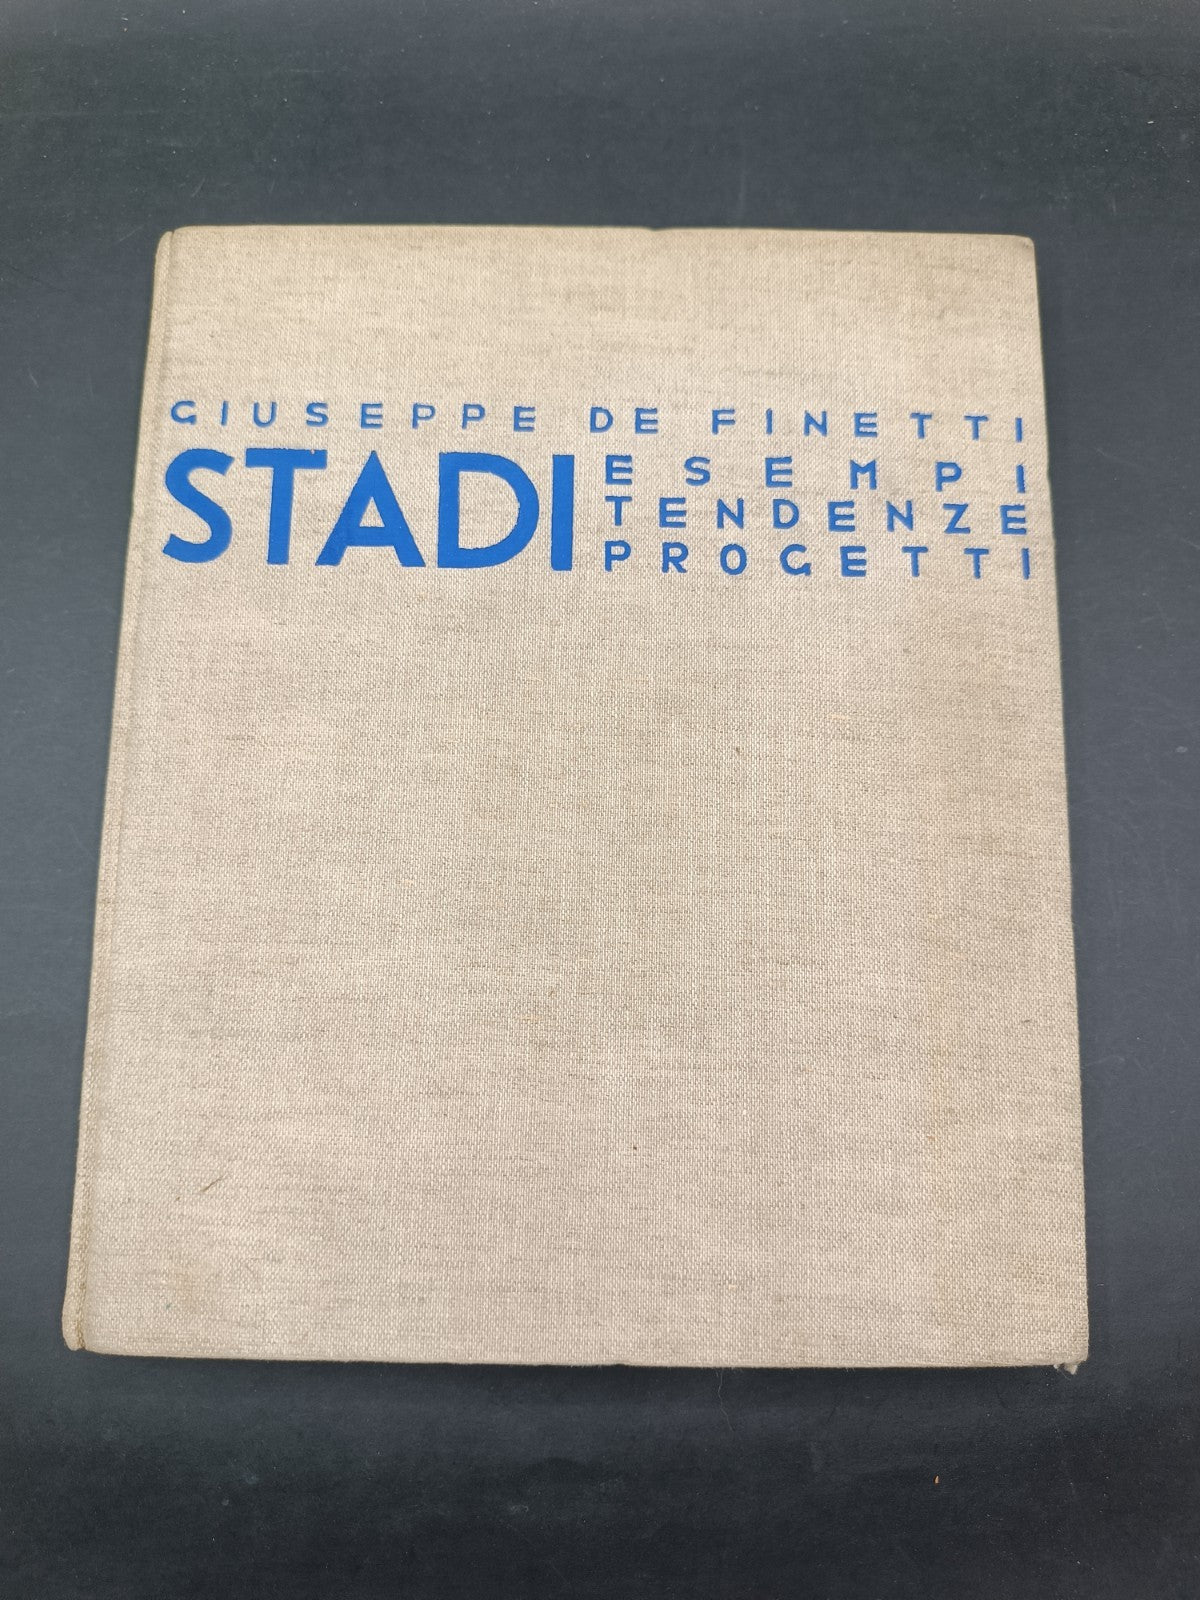 GIUSEPPE DE FINETTI
STADI
ESEMPI
TENDENZE
PROGETTI